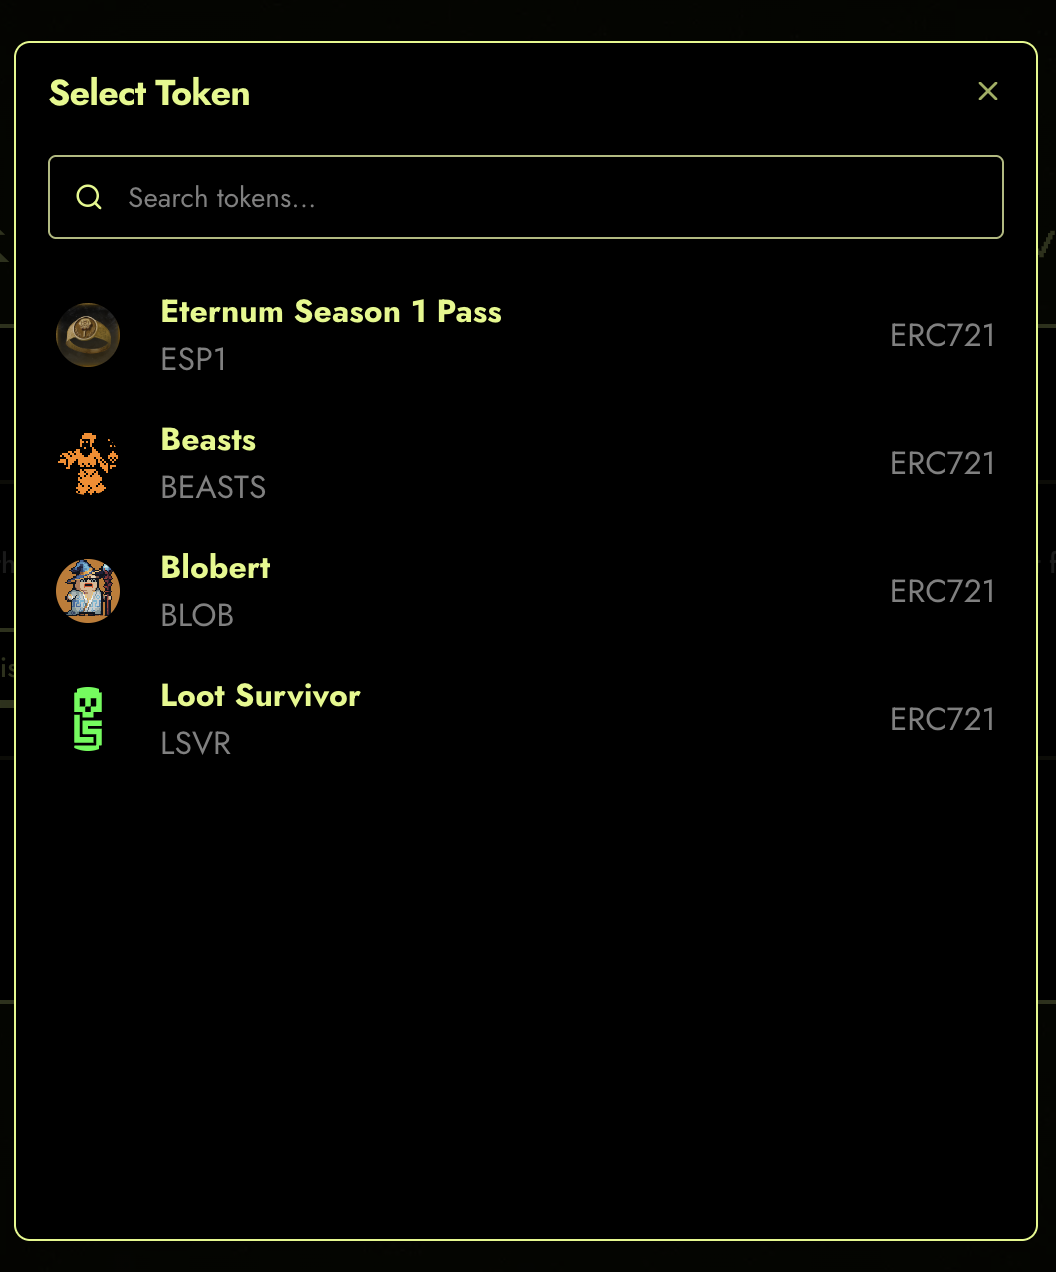 Select Token
Search tokens...
Eternum Season 1 Pass
ESP1
ERC721
Beasts
BEASTS
ERC721
Blobert
BLOB
ERC721
Loot Survivor
LSVR
ERC721